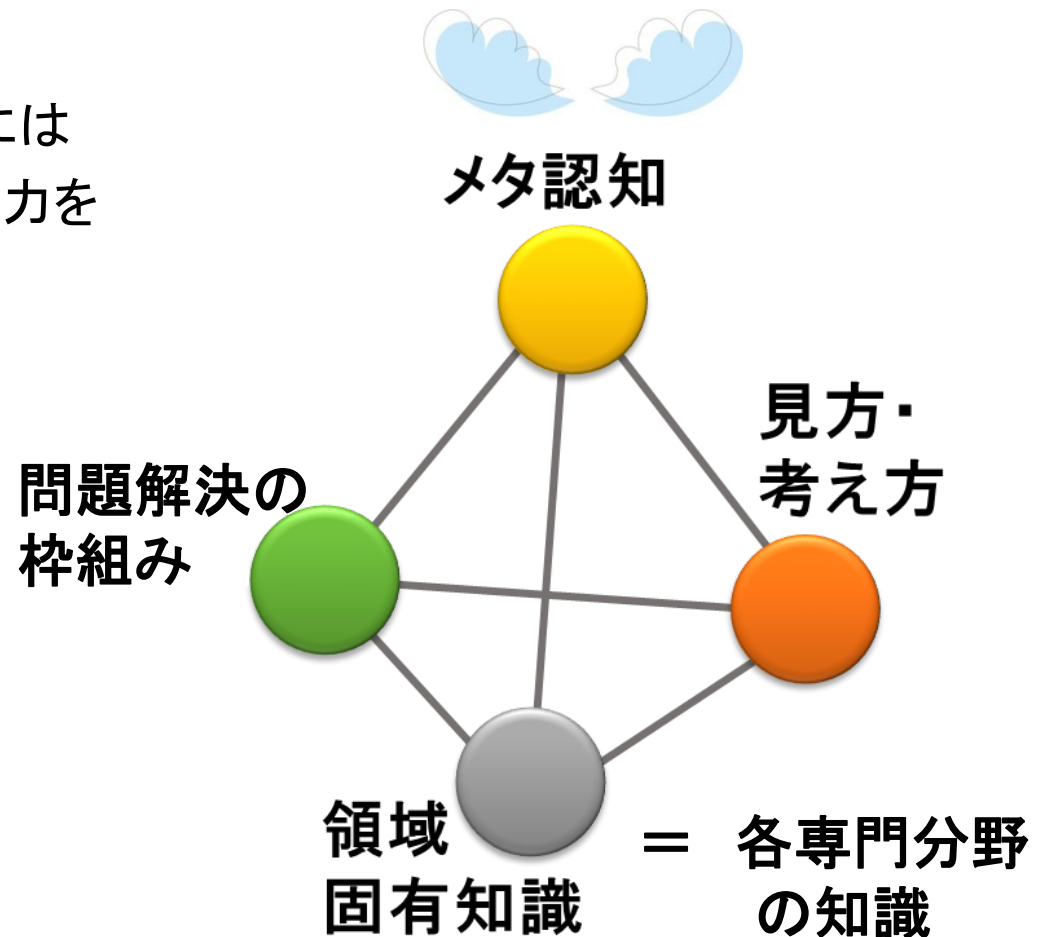 には
力を
メタ認知
見方・
考え方
問題解決の
枠組み
領域
固有知識
＝ 各専門分野
の知識